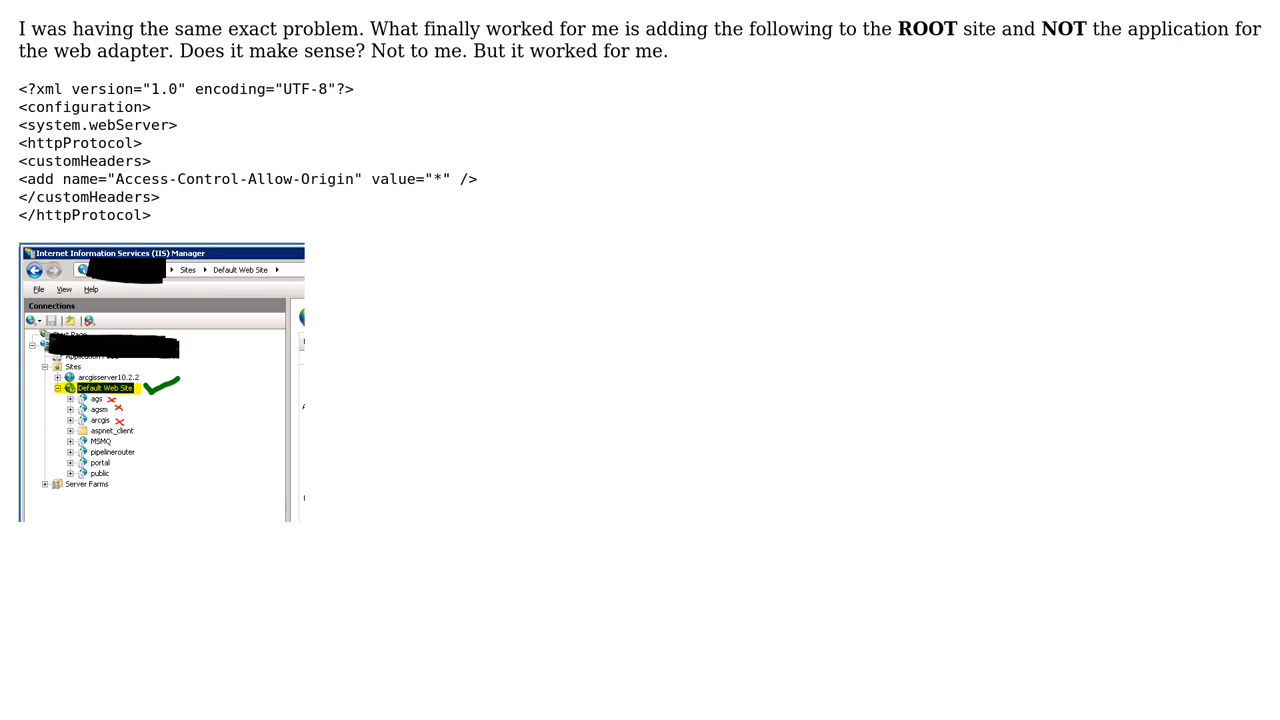 I was having the same exact problem. What finally worked for me is adding the following to the ROOT site and NOT the application for
the web adapter. Does it make sense? Not to me. But it worked for me.
<?xml version="1.0" encoding="UTF-8"?>
<configuration>
<system.webServer>
<httpProtocol>
<customHeaders>
<add name="Access-Control-Allow-Origin" value="*" />
</customHeaders>
</httpProtocol>
Internet Information Services (IIS) Manager
Sites Default Web Site
File View Help
Connections
Sites
arcgisserver10.2.2
Default Web Site
ags
agsm
arcgis
aspnet_client
MSMQ
pipelinerouter
portal
public
Server Farms